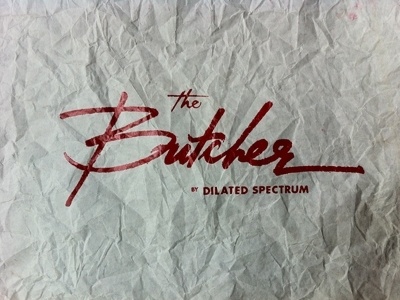 the
Butcher
BY DILATED SPECTRUM